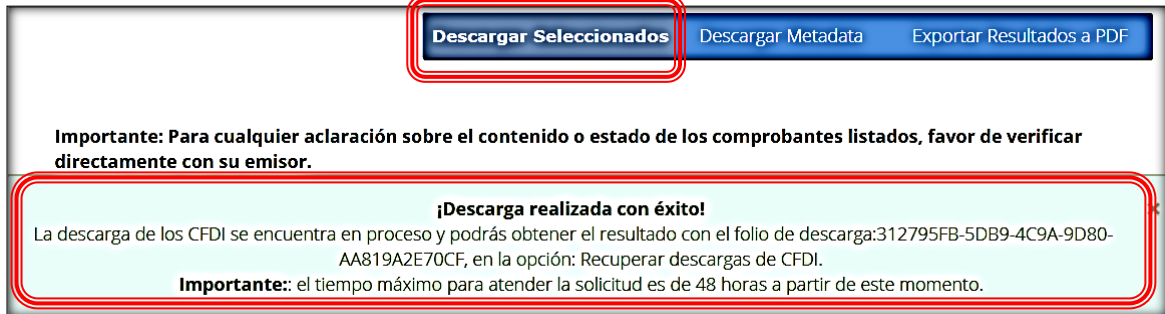 Descargar Seleccionados Descargar Metadata Exportar Resultados a PDF
Importante: Para cualquier aclaración sobre el contenido o estado de los comprobantes listados, favor de verificar
directamente con su emisor.
¡Descarga realizada con éxito!
La descarga de los CFDI se encuentra en proceso y podrás obtener el resultado con el folio de descarga:312795FB-5DB9-4C9A-9D80-
AA819A2E70CF, en la opción: Recuperar descargas de CFDI.
Importante:: el tiempo máximo para atender la solicitud es de 48 horas a partir de este momento.